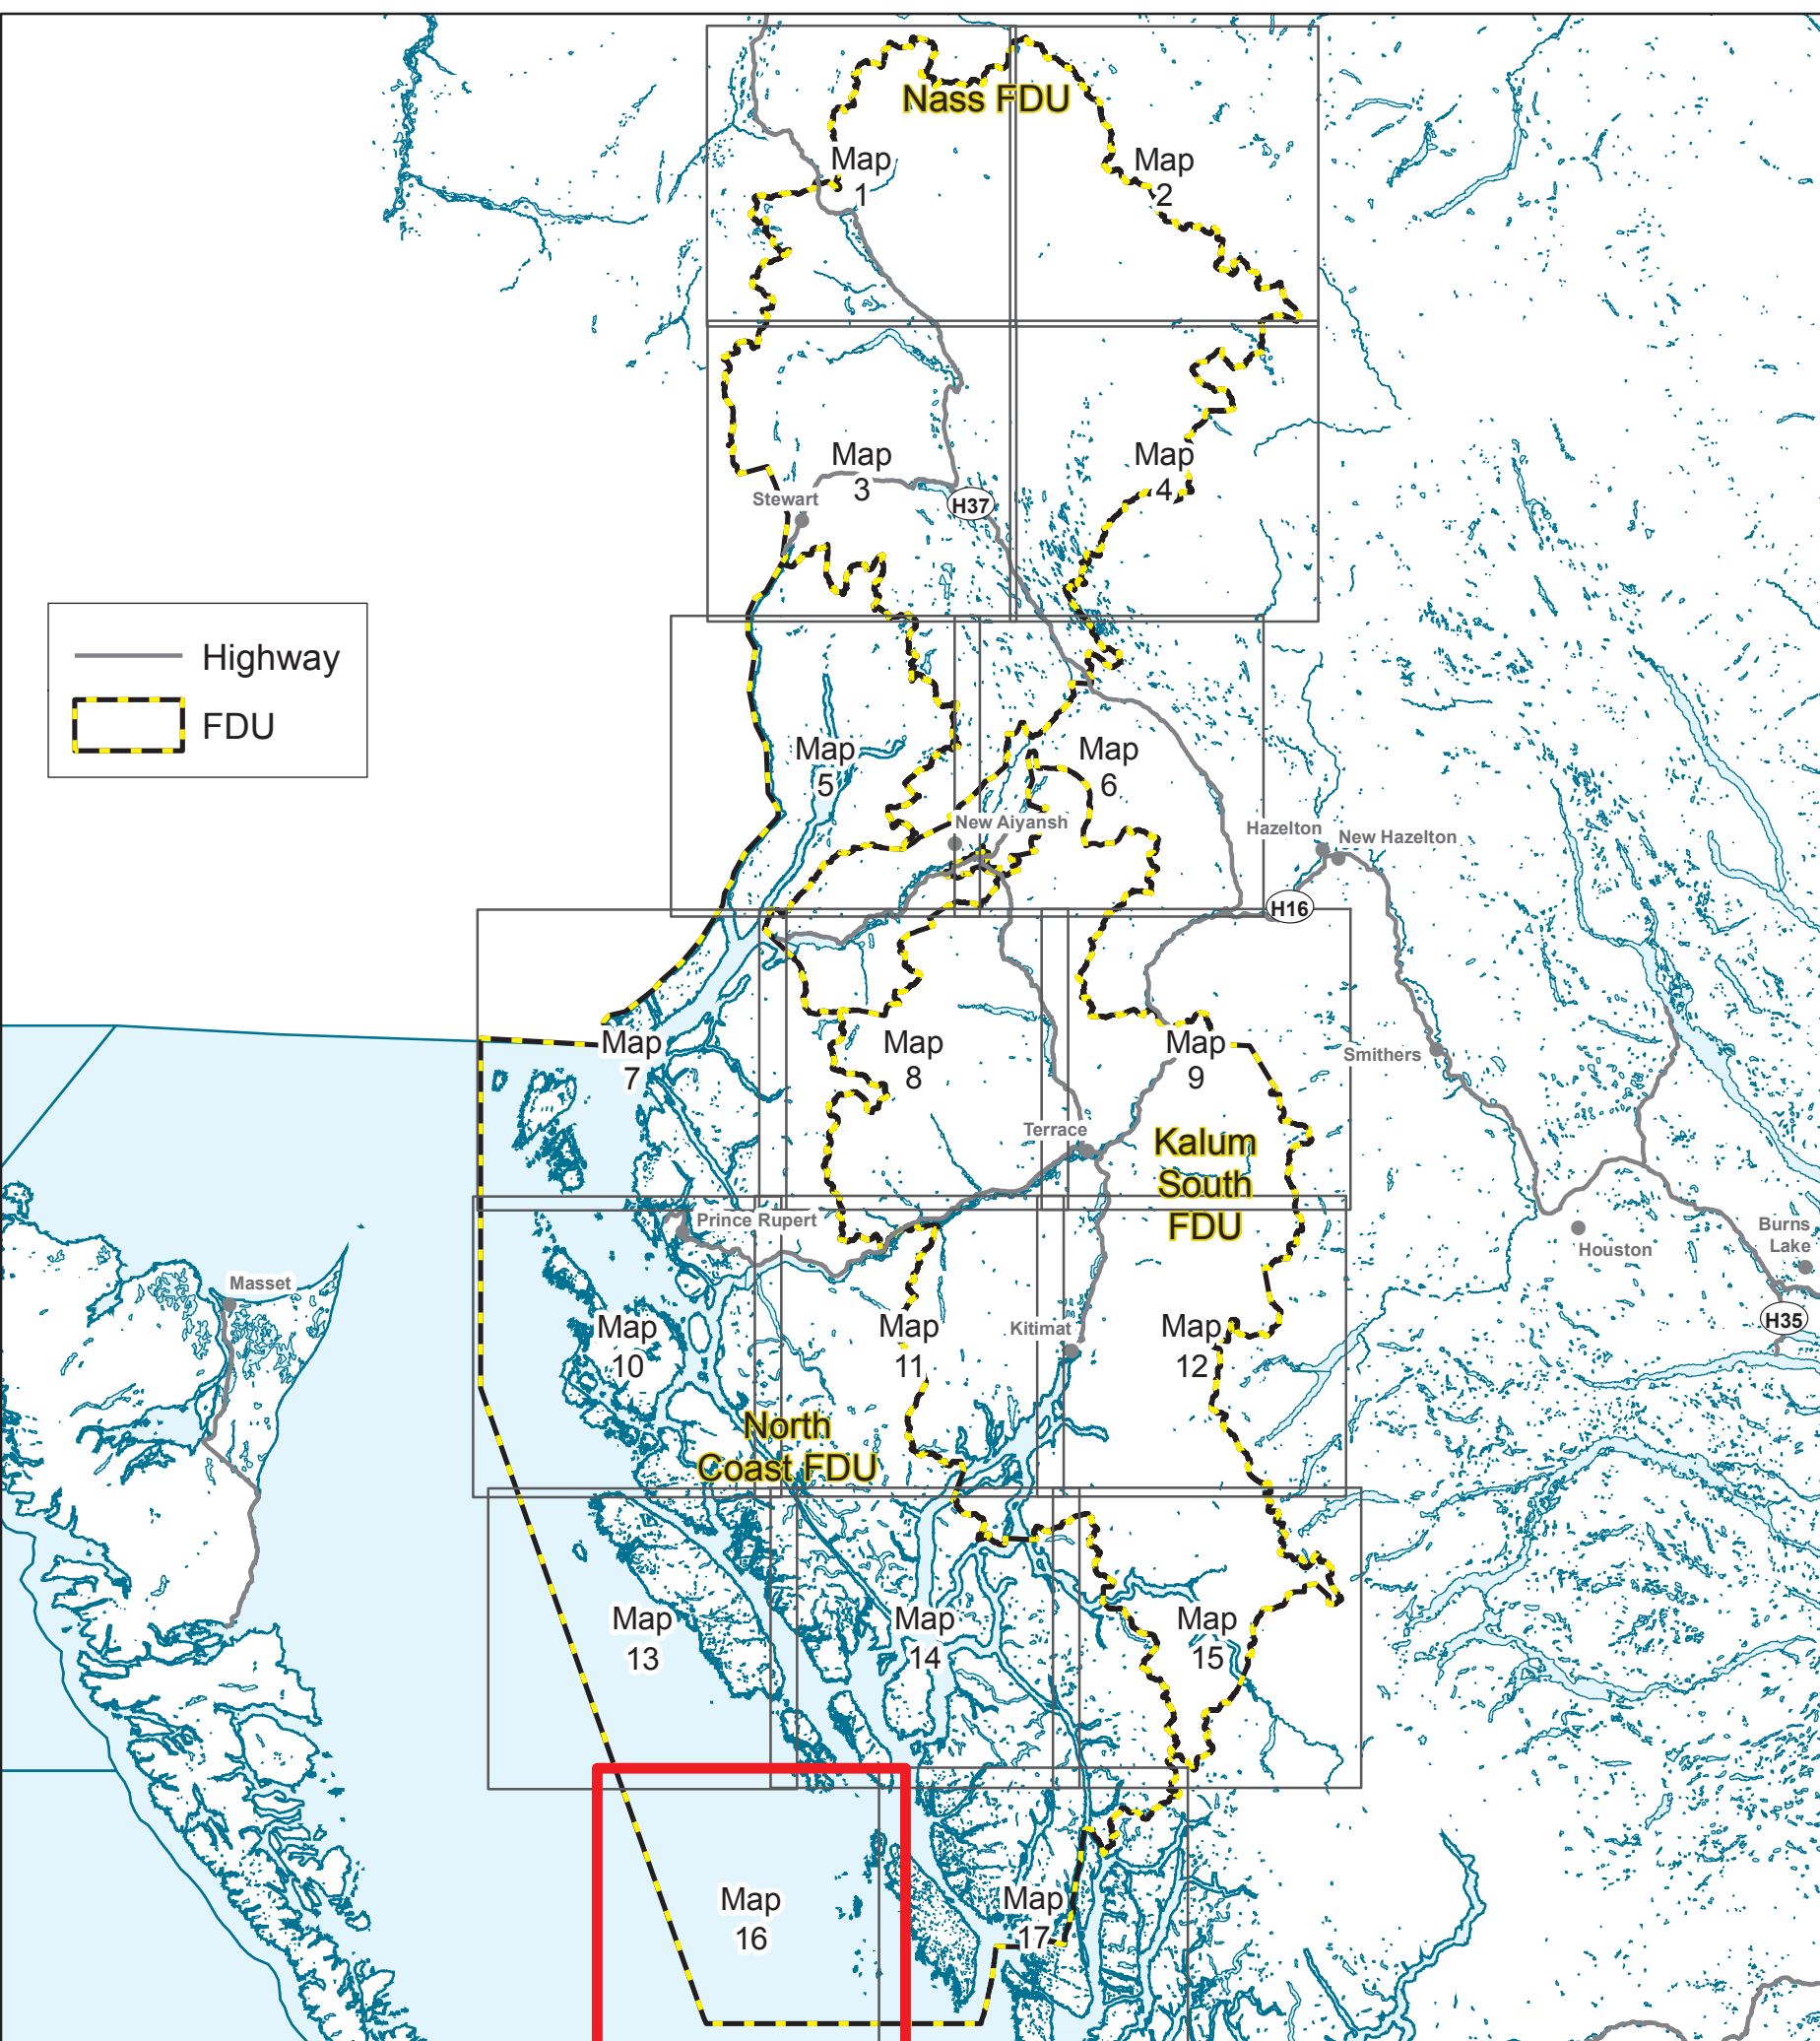 Nass FDU
Map
1
Map
2
Map
3
Map
4
Stewart
H37
Highway
FDU
Map
5
Map
6
New Aiyansh
Hazelton
New Hazelton
H16
Map
7
Map
8
Map
9
Smithers
Terrace
Kalum
South
FDU
Prince Rupert
Houston
Burns
Lake
Masset
H35
Map
10
Map
11
Kitimat
Map
12
North
Coast FDU
Map
13
Map
14
Map
15
Map
16
Map
17